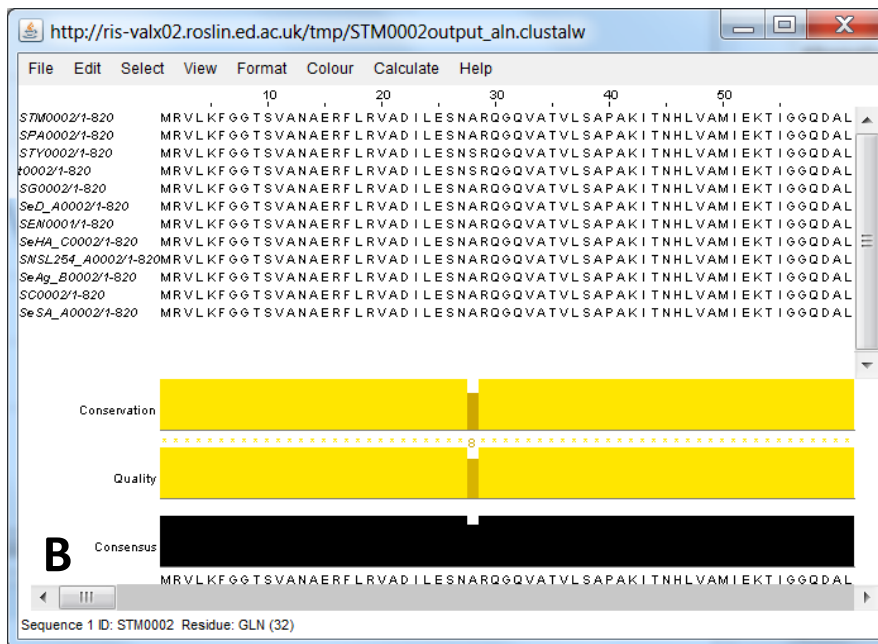 http://ris-valx02.roslin.ed.ac.uk/tmp/STM0002output_aln.clustalw
File Edit Select View Format Colour Calculate Help
10 20 30 40 50
STM0002/1-820 MRVLKFGGTSVANAERFLRVADILESNARQGQVATVLSAPAKITNHLVAMIEKTIGGQDAL
SPA0002/1-820 MRVLKFGGTSVANAERFLRVADILESNARQGQVATVLSAPAKITNHLVAMIEKTIGGQDAL
STY0002/1-820 MRVLKFGGTSVANAERFLRVADILESNSRQGQVATVLSAPAKITNHLVAMIEKTIGGQDAL
t0002/1-820 MRVLKFGGTSVANAERFLRVADILESNSRQGQVATVLSAPAKITNHLVAMIEKTIGGQDAL
SG0002/1-820 MRVLKFGGTSVANAERFLRVADILESNARQGQVATVLSAPAKITNHLVAMIEKTIGGQDAL
SeD_A0002/1-820 MRVLKFGGTSVANAERFLRVADILESNARQGQVATVLSAPAKITNHLVAMIEKTIGGQDAL
SEN0001/1-820 MRVLKFGGTSVANAERFLRVADILESNARQGQVATVLSAPAKITNHLVAMIEKTIGGQDAL
SeHA_C0002/1-820 MRVLKFGGTSVANAERFLRVADILESNARQGQVATVLSAPAKITNHLVAMIEKTIGGQDAL
SNSL254_A0002/1-820 MRVLKFGGTSVANAERFLRVADILESNARQGQVATVLSAPAKITNHLVAMIEKTIGGQDAL
SeAg_B0002/1-820 MRVLKFGGTSVANAERFLRVADILESNARQGQVATVLSAPAKITNHLVAMIEKTIGGQDAL
SC0002/1-820 MRVLKFGGTSVANAERFLRVADILESNARQGQVATVLSAPAKITNHLVAMIEKTIGGQDAL
SeSA_A0002/1-820 MRVLKFGGTSVANAERFLRVADILESNARQGQVATVLSAPAKITNHLVAMIEKTIGGQDAL
Conservation
***************************8*********************************
Quality
B Consensus
MRVLKFGGTSVANAERFLRVADILESNARQGQVATVLSAPAKITNHLVAMIEKTIGGQDAL
Sequence 1 ID: STM0002 Residue: GLN (32)